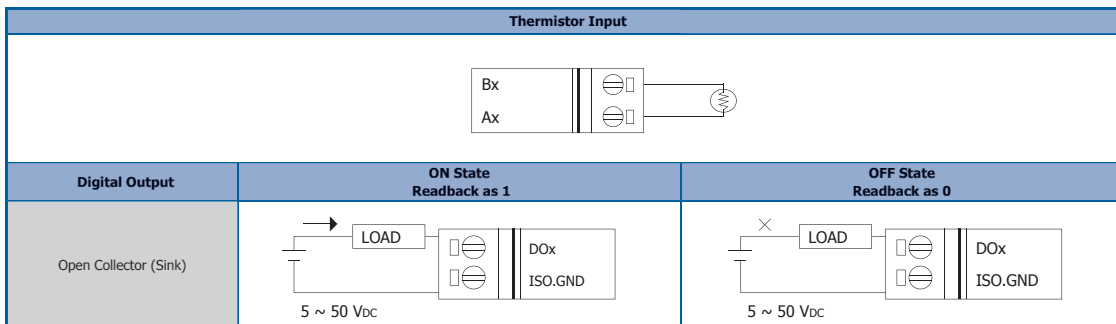 Thermistor Input
Bx
Ax
Digital Output
ON State
Readback as 1
OFF State
Readback as 0
Open Collector (Sink)
LOAD
DOx
ISO.GND
5 ~ 50 VDC
LOAD
DOx
ISO.GND
5 ~ 50 VDC